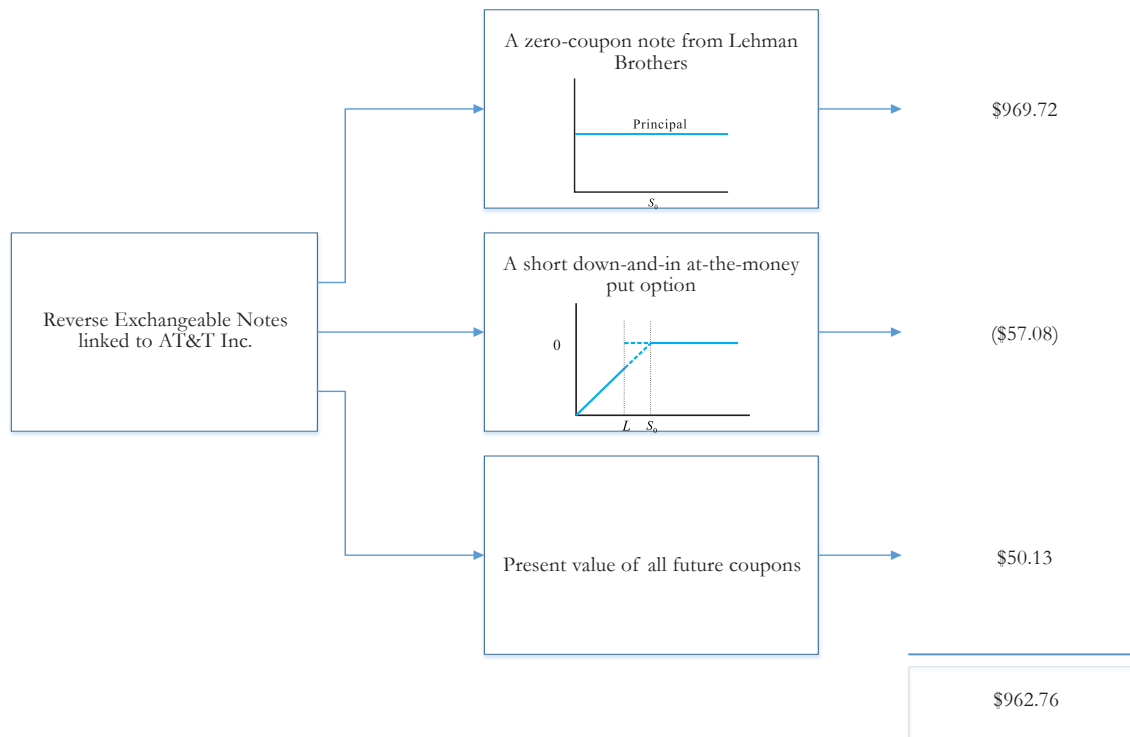 A zero-coupon note from Lehman
Brothers
Principal
S₀
$969.72
Reverse Exchangeable Notes
linked to AT&T Inc.
A short down-and-in at-the-money
put option
0
L S₀
($57.08)
Present value of all future coupons
$50.13
$962.76